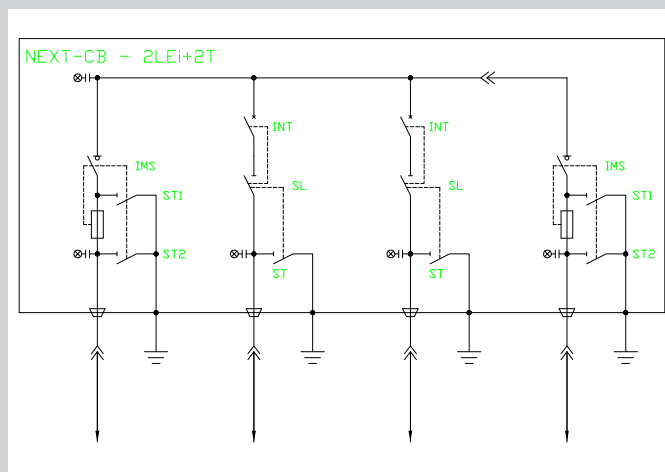 NEXT-CB - 2LEi+2T
INT
INT
IMS
IMS
SL
SL
ST1
ST1
ST2
ST2
ST
ST